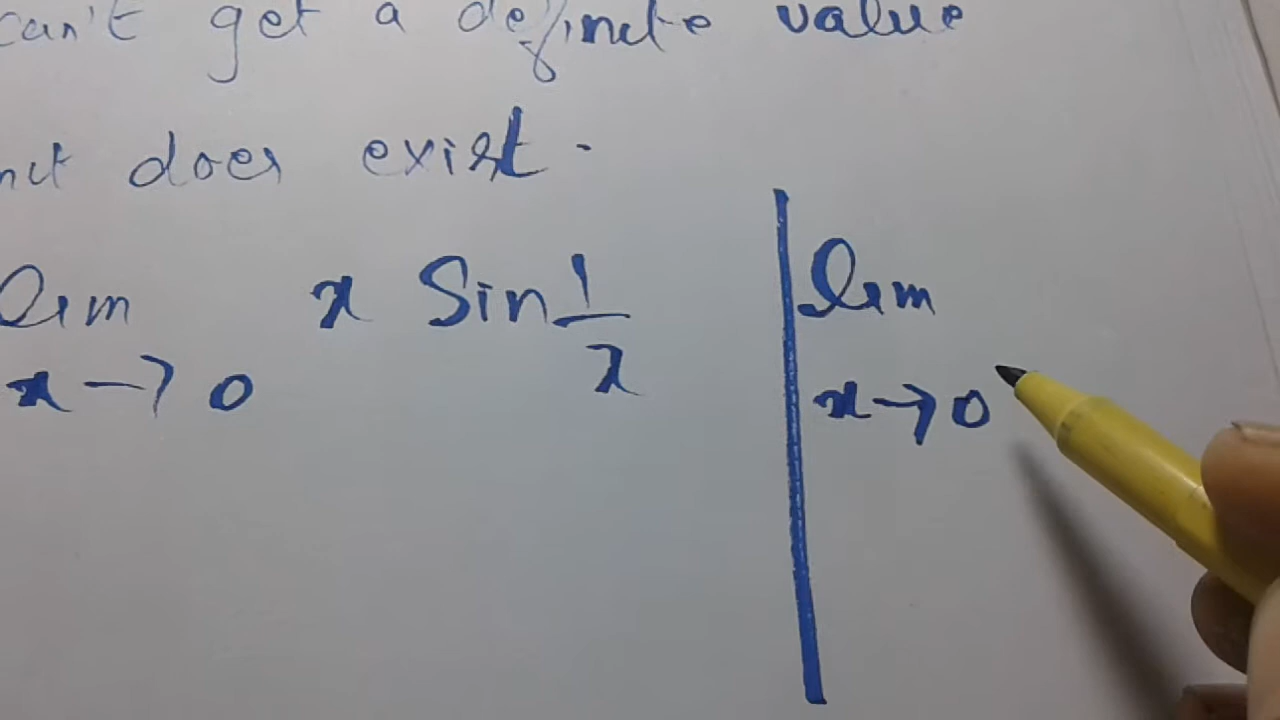 can't get a definite value
does exist.
lim x Sin 1/x
x → 0
lim
x → 0